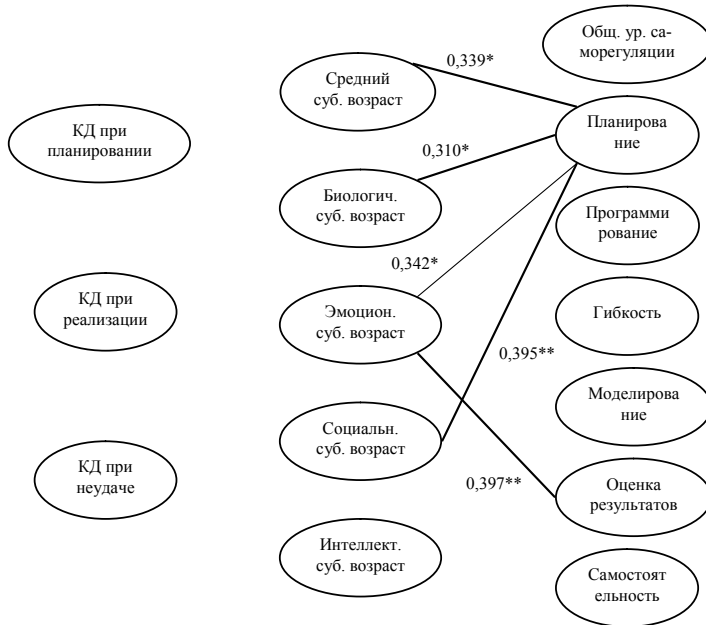 КД при
планировании
КД при
реализации
КД при
неудаче
Средний
суб. возраст
Биологич.
суб. возраст
Эмоцион.
суб. возраст
Социальн.
суб. возраст
Интеллект.
суб. возраст
0,339*
0,310*
0,342*
0,395**
0,397**
Общ. ур. са-
морегуляции
Планирова
ние
Программи
рование
Гибкость
Моделирова
ние
Оценка
результатов
Самостоят
ельность